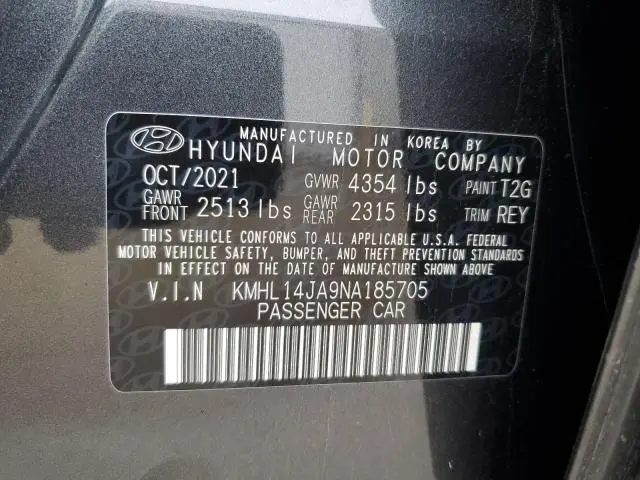 MANUFACTURED IN KOREA BY
HYUNDAI MOTOR COMPANY
OCT/2021 GVWR 4354 lbs PAINT T2G
GAWR FRONT 2513 lbs GAWR REAR 2315 lbs TRIM REY
THIS VEHICLE CONFORMS TO ALL APPLICABLE U.S.A. FEDERAL
MOTOR VEHICLE SAFETY, BUMPER, AND THEFT STANDARDS
IN EFFECT ON THE DATE OF MANUFACTURE SHOWN ABOVE
V.I.N KMHL14JA9NA185705
PASSENGER CAR